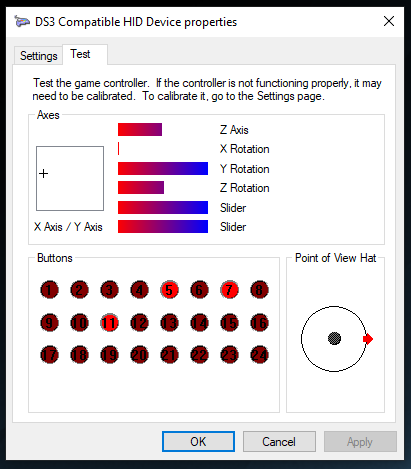 DS3 Compatible HID Device properties
Settings
Test
Test the game controller. If the controller is not functioning properly, it may
need to be calibrated. To calibrate it, go to the Settings page.
Axes
Z Axis
X Rotation
Y Rotation
Z Rotation
Slider
Slider
X Axis / Y Axis
Buttons
1 2 3 4 5 6 7 8
9 10 11 12 13 14 15 16
17 18 19 20 21 22 23 24
Point of View Hat
OK
Cancel
Apply